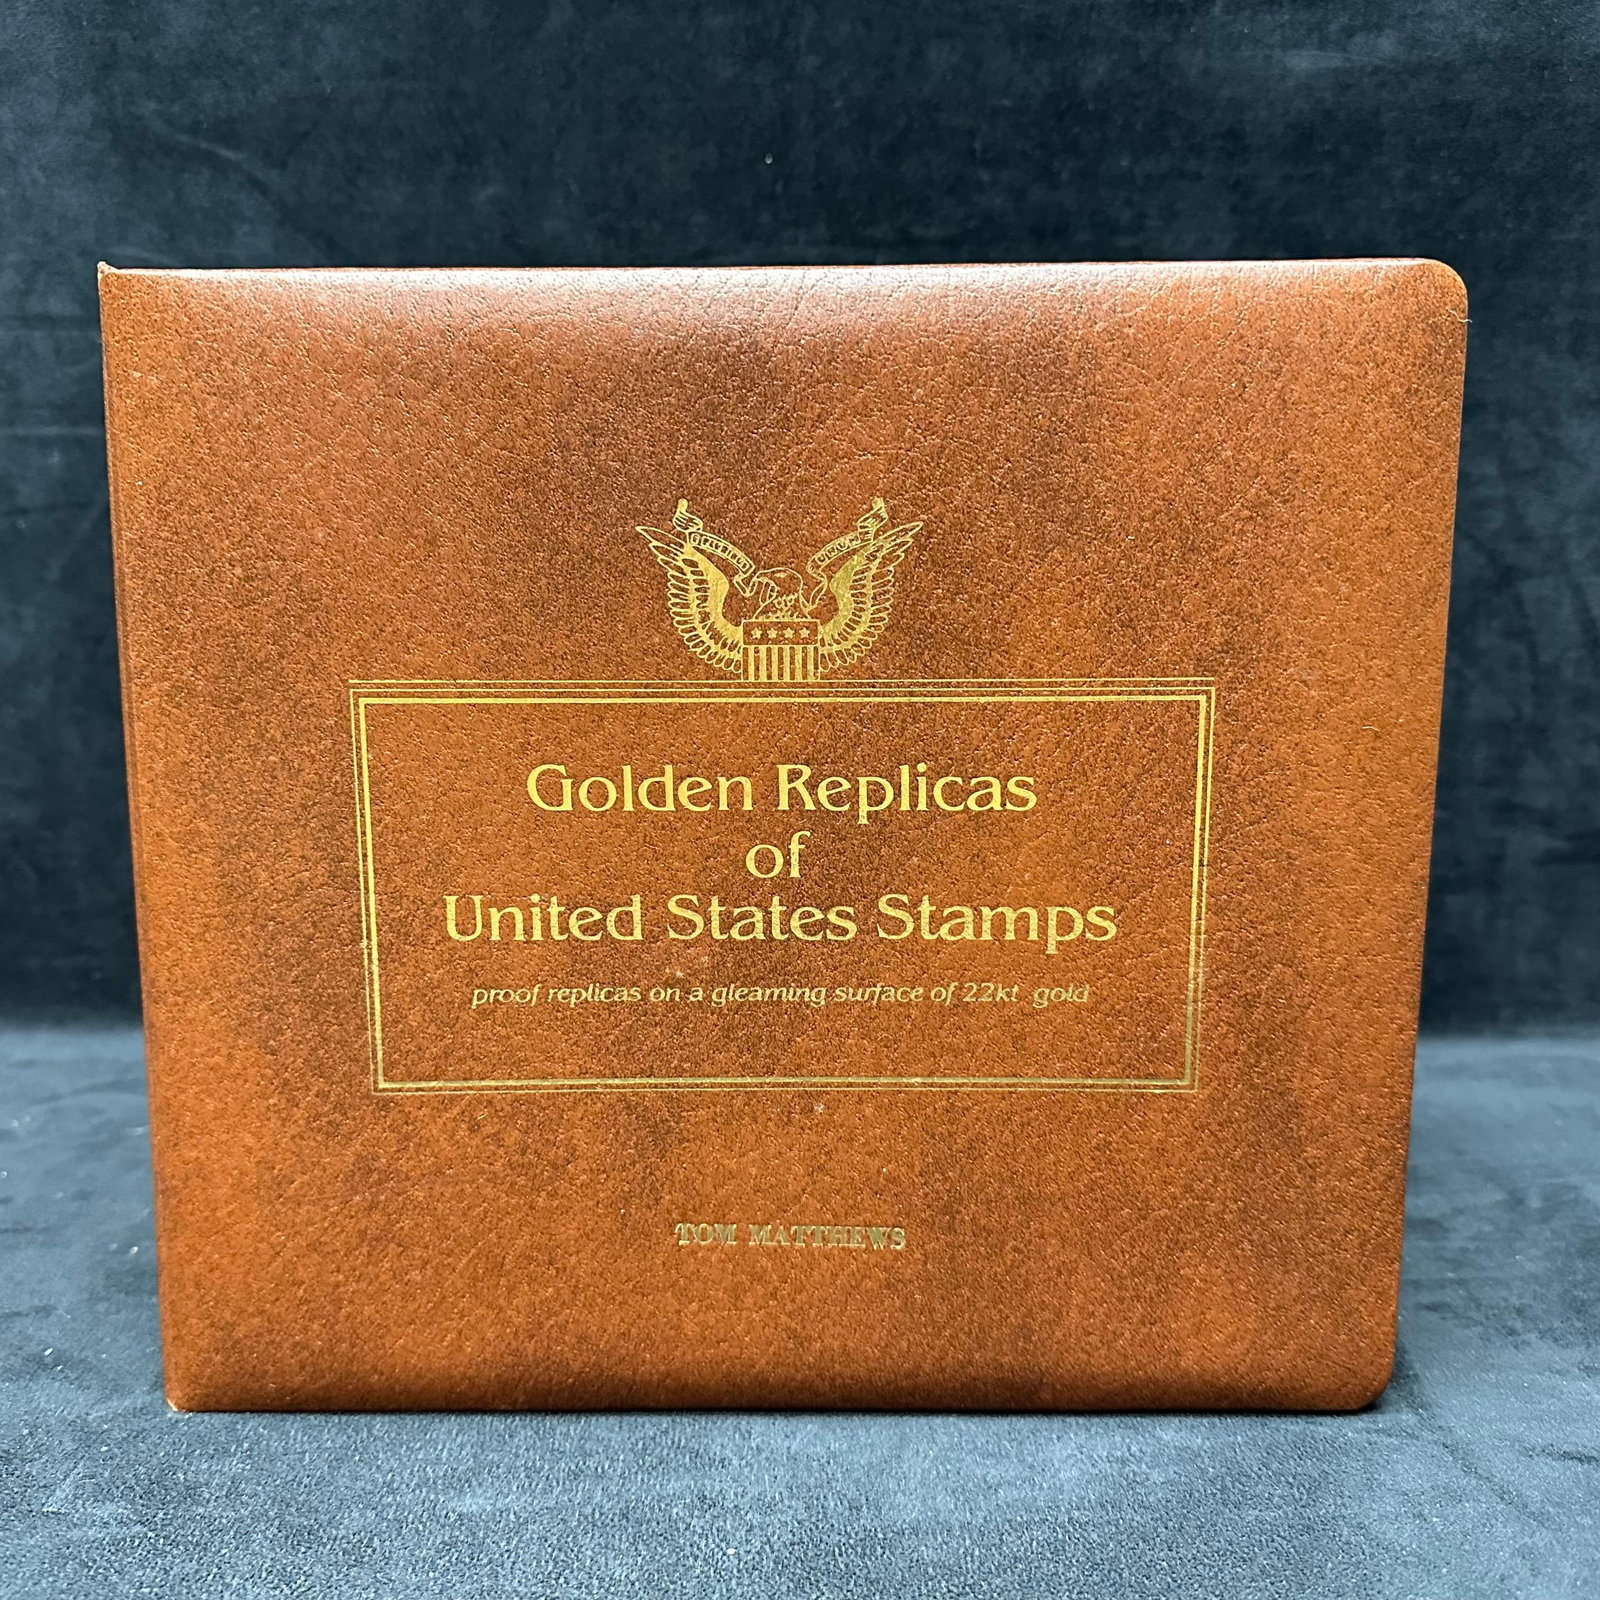 Golden Replicas
of
United States Stamps
proof replicas on a gleaming surface of 22kt gold
TOM MATTHEWS